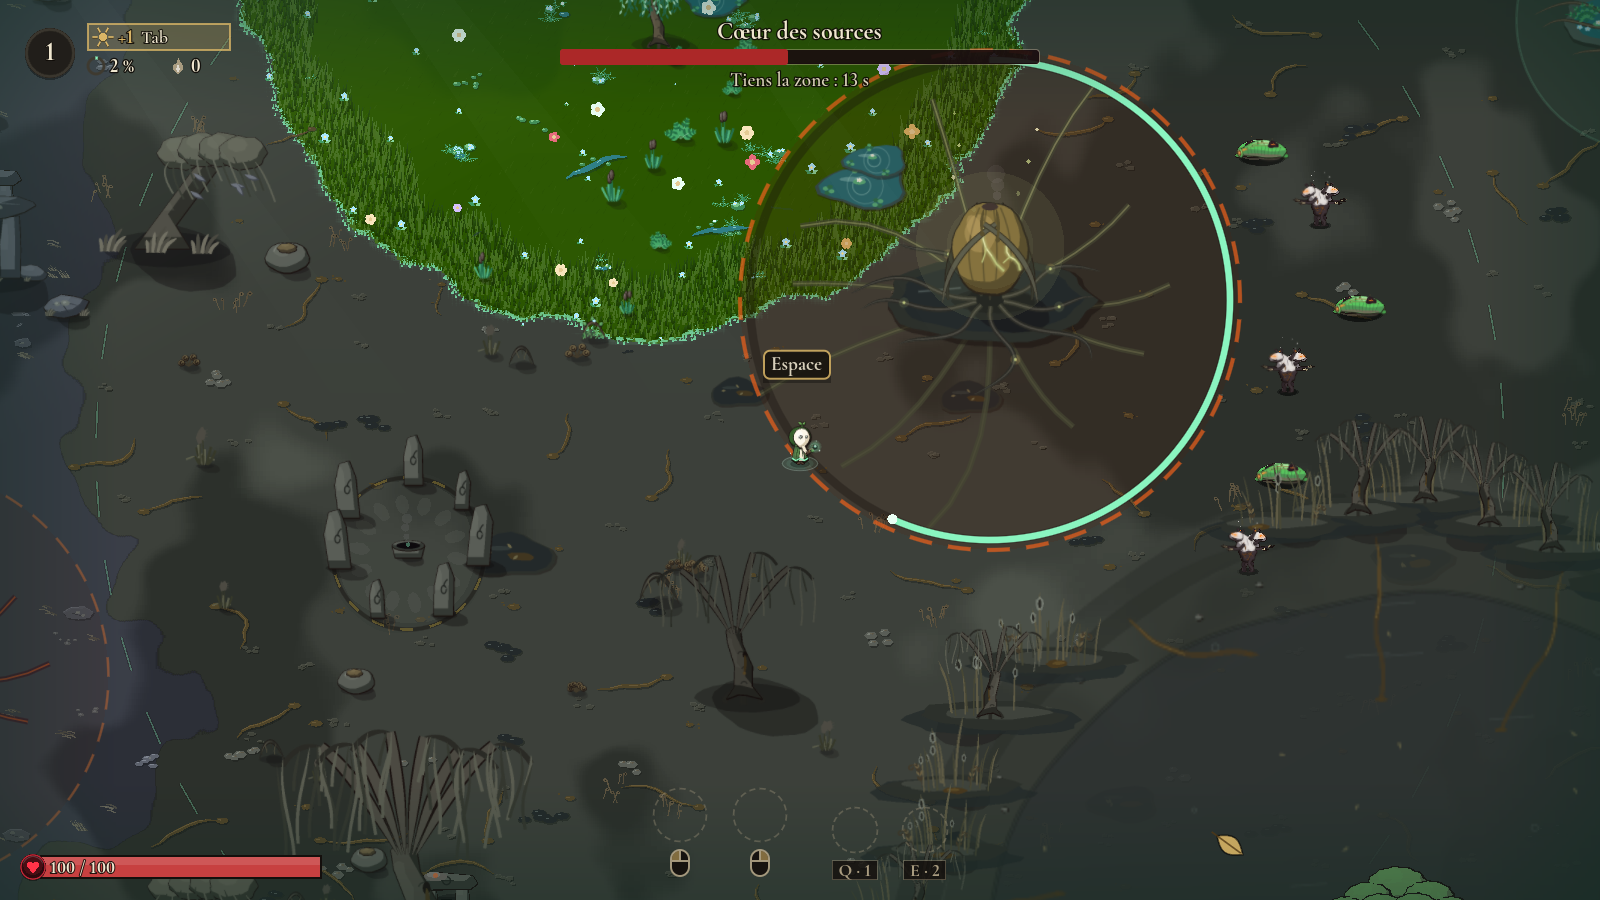 1
+1 Tab
2 %
0
Cœur des sources
Tiens la zone : 13 s
Espace
100 / 100
Q · 1
E · 2